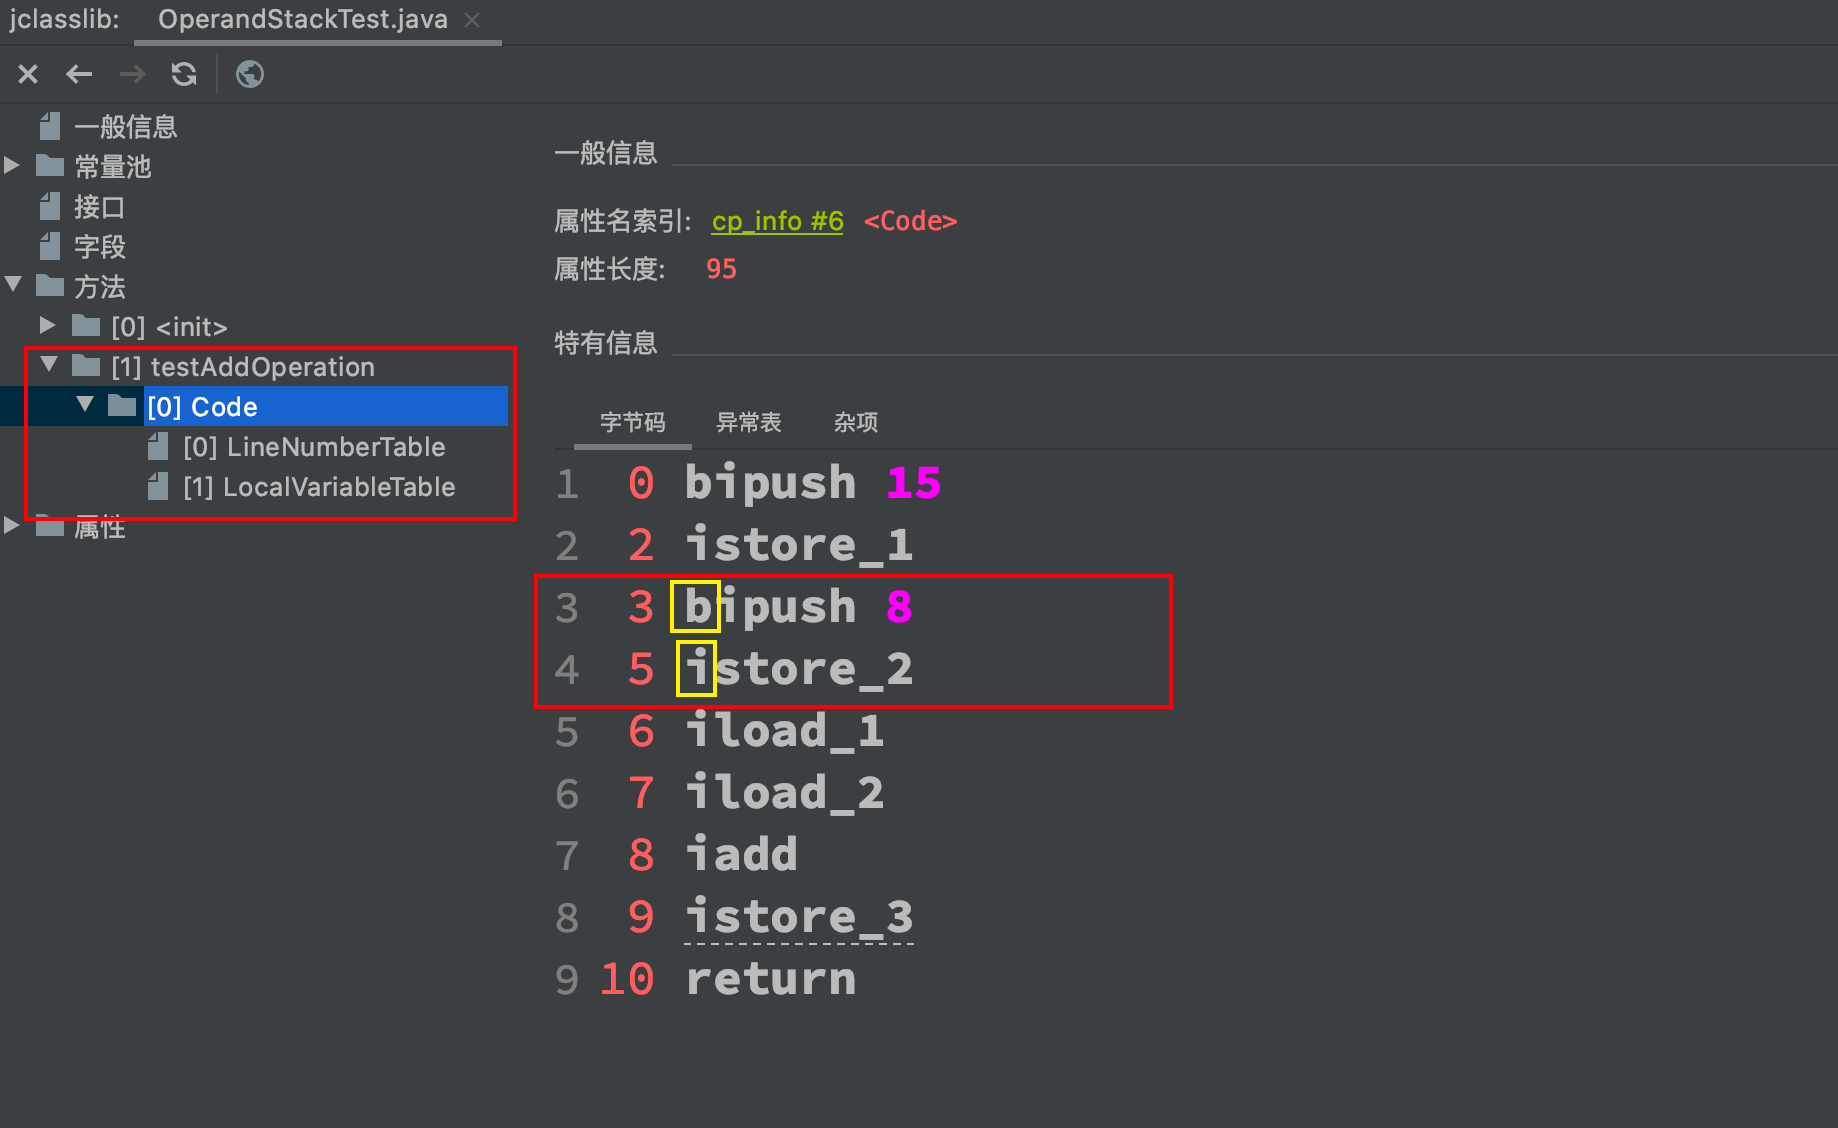 jclasslib: OperandStackTest.java
一般信息
常量池
接口
字段
方法
[0] <init>
[1] testAddOperation
[0] Code
[0] LineNumberTable
[1] LocalVariableTable
属性
一般信息
属性名索引: cp_info #6 <Code>
属性长度: 95
特有信息
字节码 异常表 杂项
1 0 bipush 15
2 2 istore_1
3 3 bipush 8
4 5 istore_2
5 6 iload_1
6 7 iload_2
7 8 iadd
8 9 istore_3
9 10 return